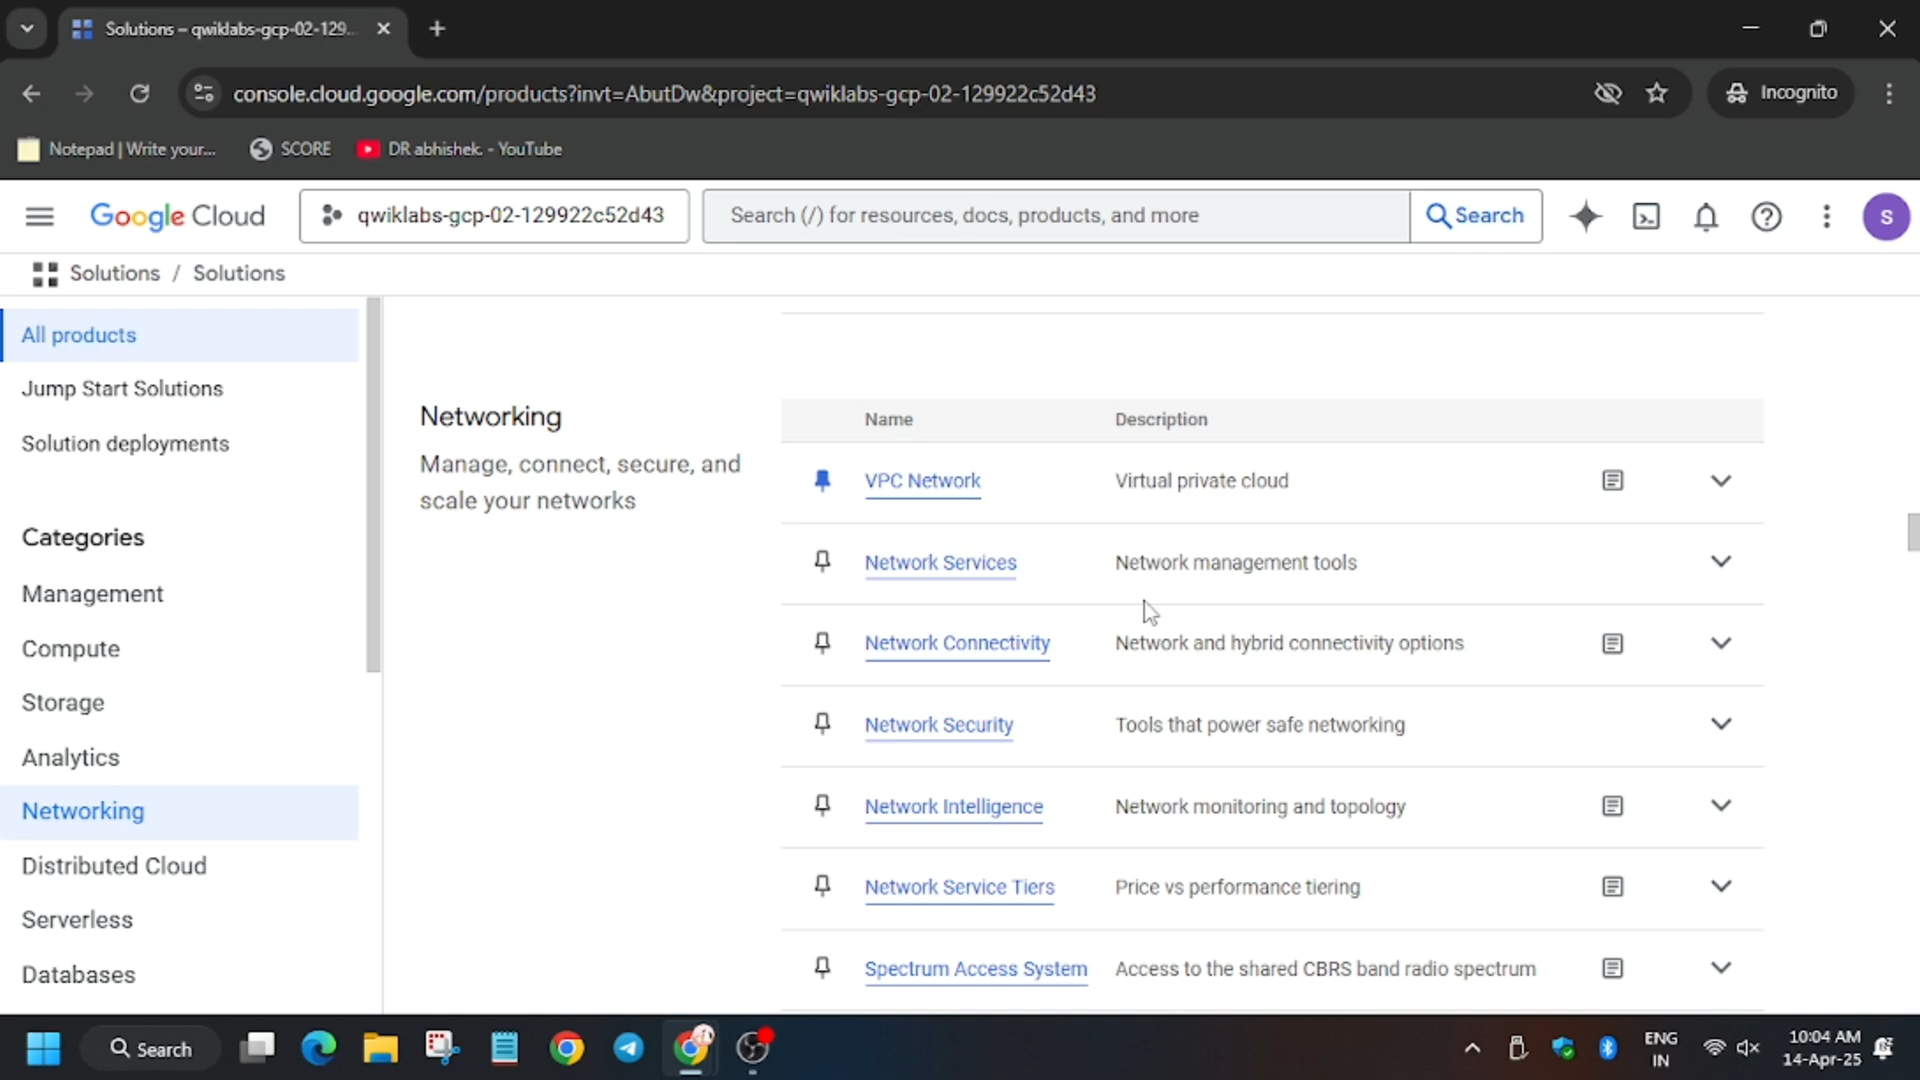 Solutions – qwiklabs-gcp-02-129...
console.cloud.google.com/products?invt=AbutDw&project=qwiklabs-gcp-02-129922c52d43
Incognito
Notepad | Write your...
SCORE
DR abhishek. - YouTube
Google Cloud
qwiklabs-gcp-02-129922c52d43
Search (/) for resources, docs, products, and more
Search
S
Solutions / Solutions
All products
Jump Start Solutions
Solution deployments
Categories
Management
Compute
Storage
Analytics
Networking
Distributed Cloud
Serverless
Databases
Networking
Manage, connect, secure, and
scale your networks
Name Description
VPC Network Virtual private cloud
Network Services Network management tools
Network Connectivity Network and hybrid connectivity options
Network Security Tools that power safe networking
Network Intelligence Network monitoring and topology
Network Service Tiers Price vs performance tiering
Spectrum Access System Access to the shared CBRS band radio spectrum
Search
ENG
IN
10:04 AM
14-Apr-25